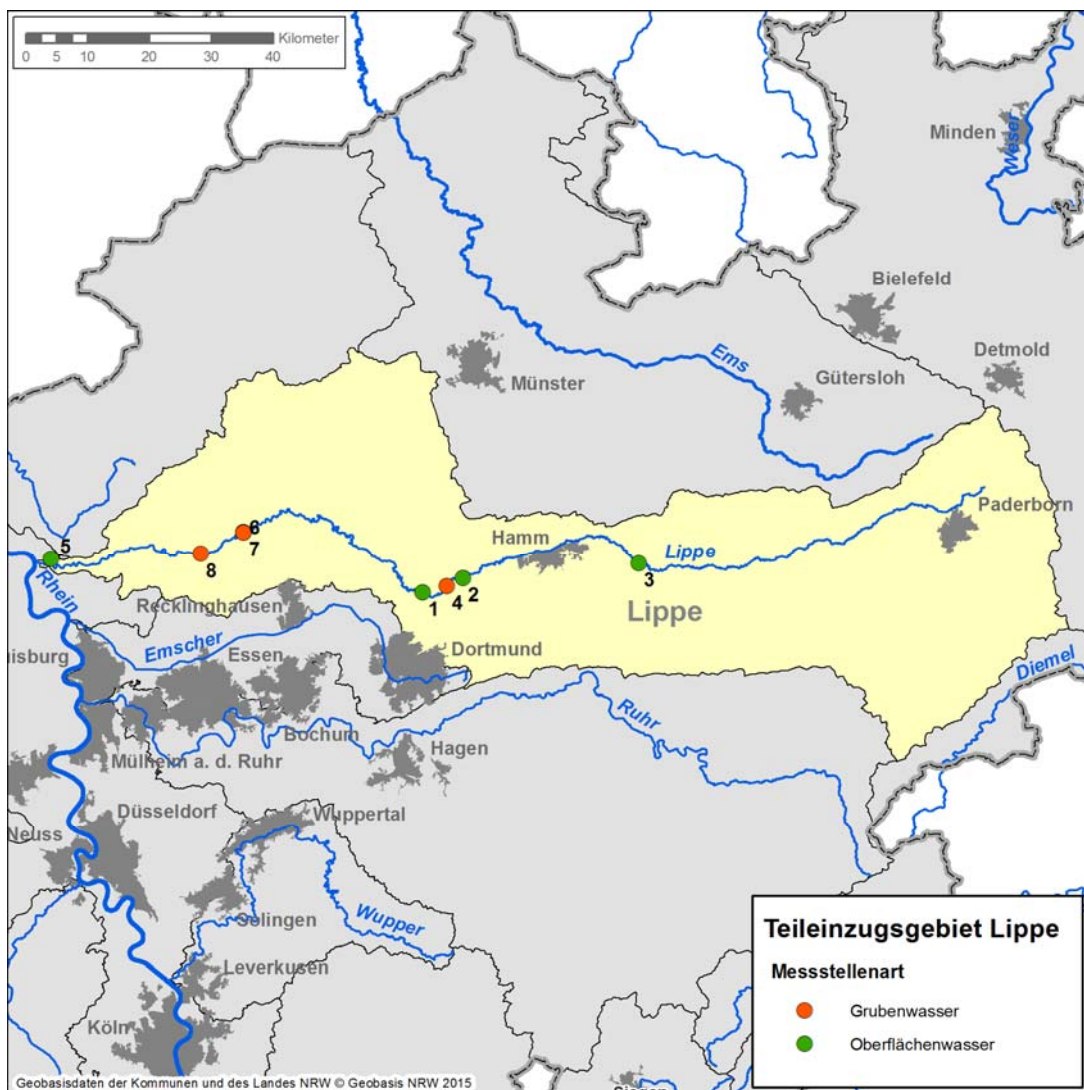 Kilometer
0 5 10 20 30 40
Minden
Weser
Bielefeld
Detmold
Gütersloh
Münster
Ems
Paderborn
Hamm
Lippe
Lippe
5
6
7
8
1
4
2
3
Rhein
Recklinghausen
Emscher
Essen
Dortmund
Diemel
uisburg
Ruhr
Bochum
Hagen
Mülheim a. d. Ruhr
Düsseldorf
Wuppertal
Neuss
Solingen
Wupper
Leverkusen
Köln
Teileinzugsgebiet Lippe
Messstellenart
Grubenwasser
Oberflächenwasser
Geobasisdaten der Kommunen und des Landes NRW © Geobasis NRW 2015